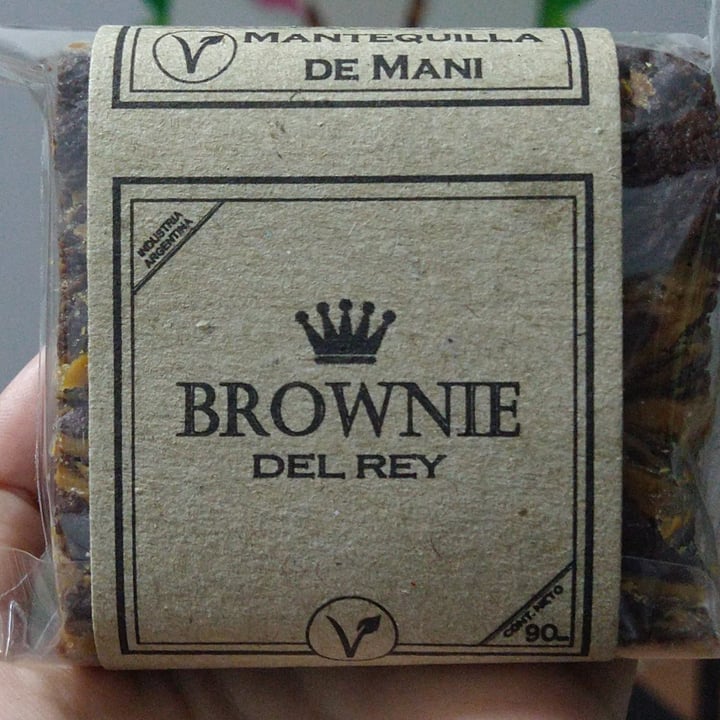 MANTEQUILLA
DE MANI
INDUSTRIA
ARGENTINA
BROWNIE
DEL REY
CONT. NETO
90